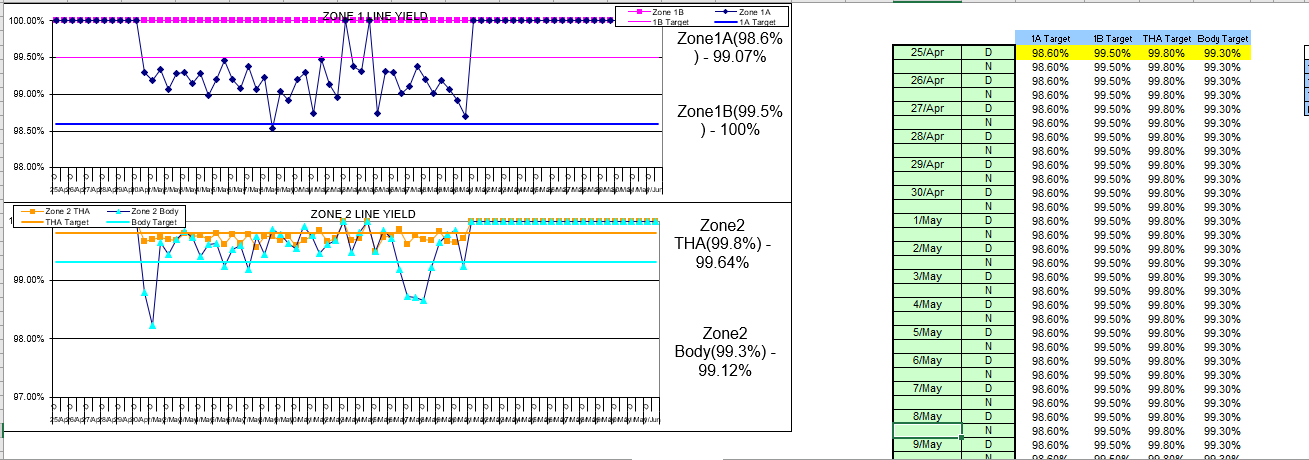 ZONE 1 LINE YIELD
Zone 1B
Zone 1A
1B Target
1A Target
100.00%
99.50%
99.00%
98.50%
98.00%
Zone1A(98.6%
) - 99.07%
Zone1B(99.5%
) - 100%
ZONE 2 LINE YIELD
Zone 2 THA
Zone 2 Body
THA Target
Body Target
99.00%
98.00%
97.00%
Zone2
THA(99.8%) -
99.64%
Zone2
Body(99.3%) -
99.12%
1A Target 1B Target THA Target Body Target
25/Apr D 98.60% 99.50% 99.80% 99.30%
N 98.60% 99.50% 99.80% 99.30%
26/Apr D 98.60% 99.50% 99.80% 99.30%
N 98.60% 99.50% 99.80% 99.30%
27/Apr D 98.60% 99.50% 99.80% 99.30%
N 98.60% 99.50% 99.80% 99.30%
28/Apr D 98.60% 99.50% 99.80% 99.30%
N 98.60% 99.50% 99.80% 99.30%
29/Apr D 98.60% 99.50% 99.80% 99.30%
N 98.60% 99.50% 99.80% 99.30%
30/Apr D 98.60% 99.50% 99.80% 99.30%
N 98.60% 99.50% 99.80% 99.30%
1/May D 98.60% 99.50% 99.80% 99.30%
N 98.60% 99.50% 99.80% 99.30%
2/May D 98.60% 99.50% 99.80% 99.30%
N 98.60% 99.50% 99.80% 99.30%
3/May D 98.60% 99.50% 99.80% 99.30%
N 98.60% 99.50% 99.80% 99.30%
4/May D 98.60% 99.50% 99.80% 99.30%
N 98.60% 99.50% 99.80% 99.30%
5/May D 98.60% 99.50% 99.80% 99.30%
N 98.60% 99.50% 99.80% 99.30%
6/May D 98.60% 99.50% 99.80% 99.30%
N 98.60% 99.50% 99.80% 99.30%
7/May D 98.60% 99.50% 99.80% 99.30%
N 98.60% 99.50% 99.80% 99.30%
8/May D 98.60% 99.50% 99.80% 99.30%
N 98.60% 99.50% 99.80% 99.30%
9/May D 98.60% 99.50% 99.80% 99.30%
N 98.60% 99.50% 99.80% 99.30%